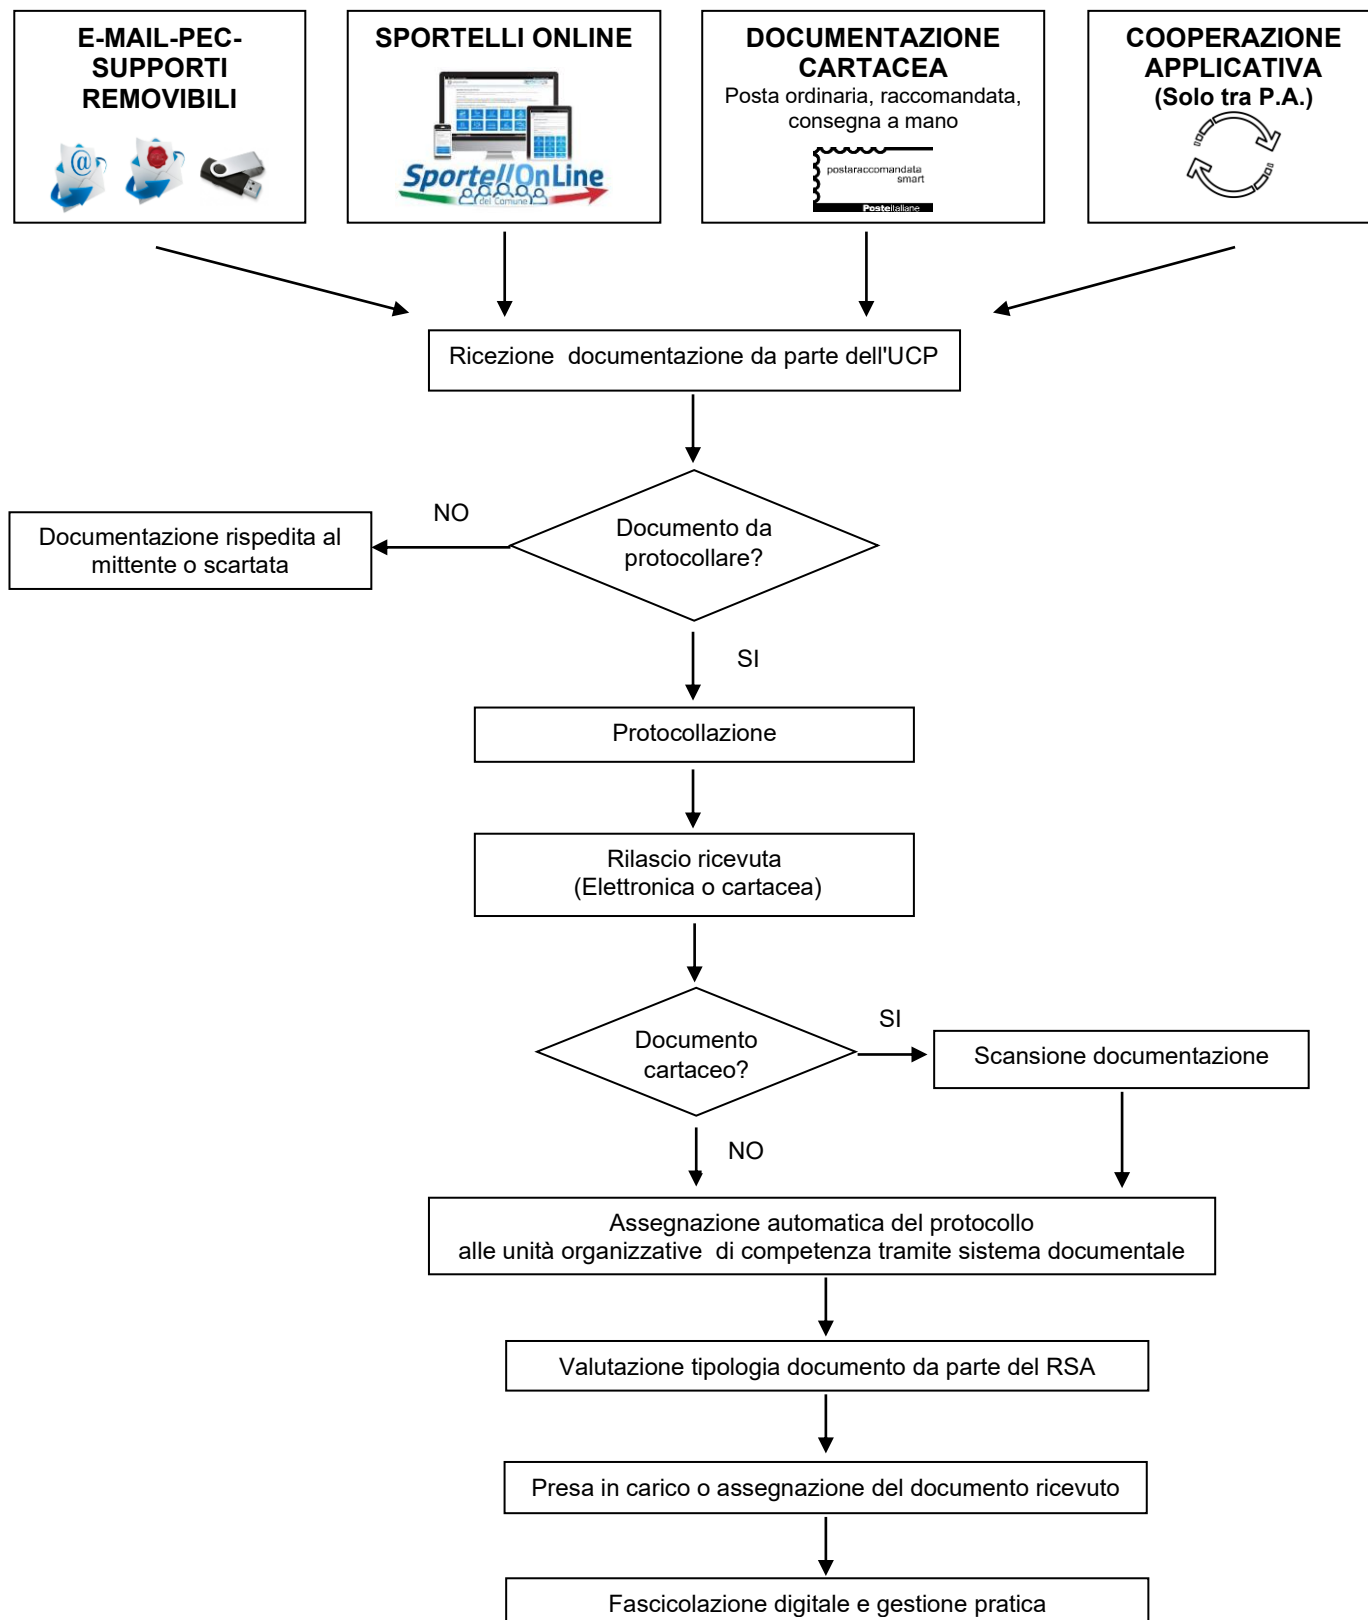 E-MAIL-PEC-
SUPPORTI
REMOVIBILI
@
SPORTELLI ONLINE
SportellOnLine
del Comune
DOCUMENTAZIONE
CARTACEA
Posta ordinaria, raccomandata,
consegna a mano
postaraccomandata
smart
Posteitaliane
COOPERAZIONE
APPLICATIVA
(Solo tra P.A.)
Ricezione documentazione da parte dell'UCP
Documento da
protocollare?
NO
Documentazione rispedita al
mittente o scartata
SI
Protocollazione
Rilascio ricevuta
(Elettronica o cartacea)
Documento
cartaceo?
SI
Scansione documentazione
NO
Assegnazione automatica del protocollo
alle unità organizzative di competenza tramite sistema documentale
Valutazione tipologia documento da parte del RSA
Presa in carico o assegnazione del documento ricevuto
Fascicolazione digitale e gestione pratica